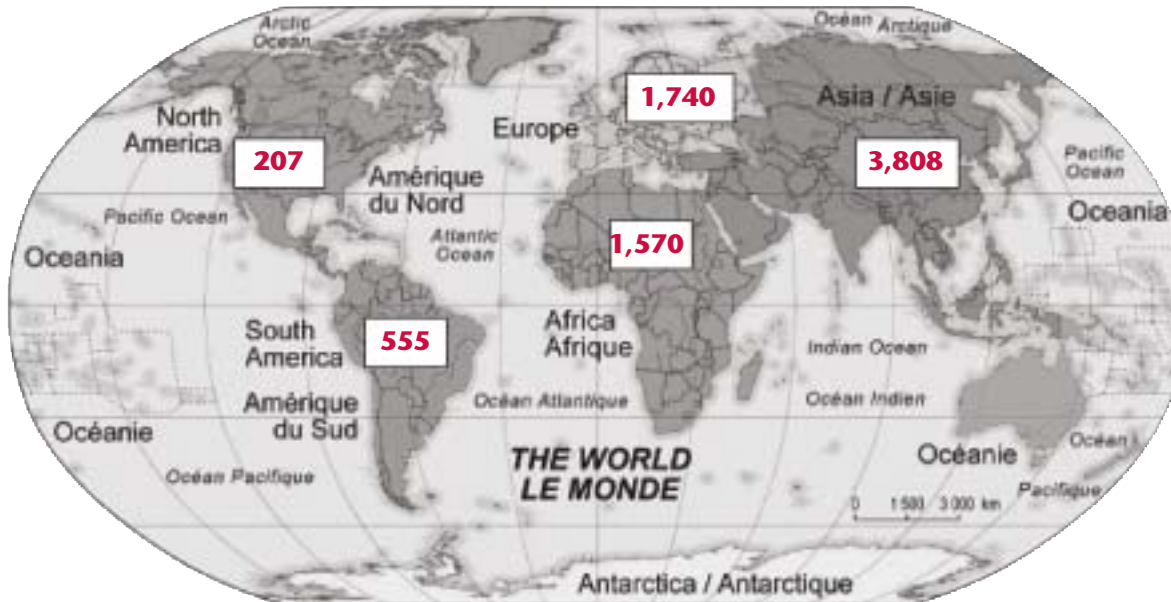 Arctic
Ocean
Océan
Arctique
North
America
207
Amérique
du Nord
Europe
1,740
Asia / Asie
3,808
Pacific
Ocean
Oceania
Pacific Ocean
Oceania
Atlantic
Ocean
1,570
Africa
Afrique
South
America
555
Amérique
du Sud
Indian Ocean
Océan Atlantique
Océan Indien
Océanie
Océan Pacifique
THE WORLD
LE MONDE
Océanie
Océan
Pacifique
0 1 500 3 000 km
Antarctica / Antarctique